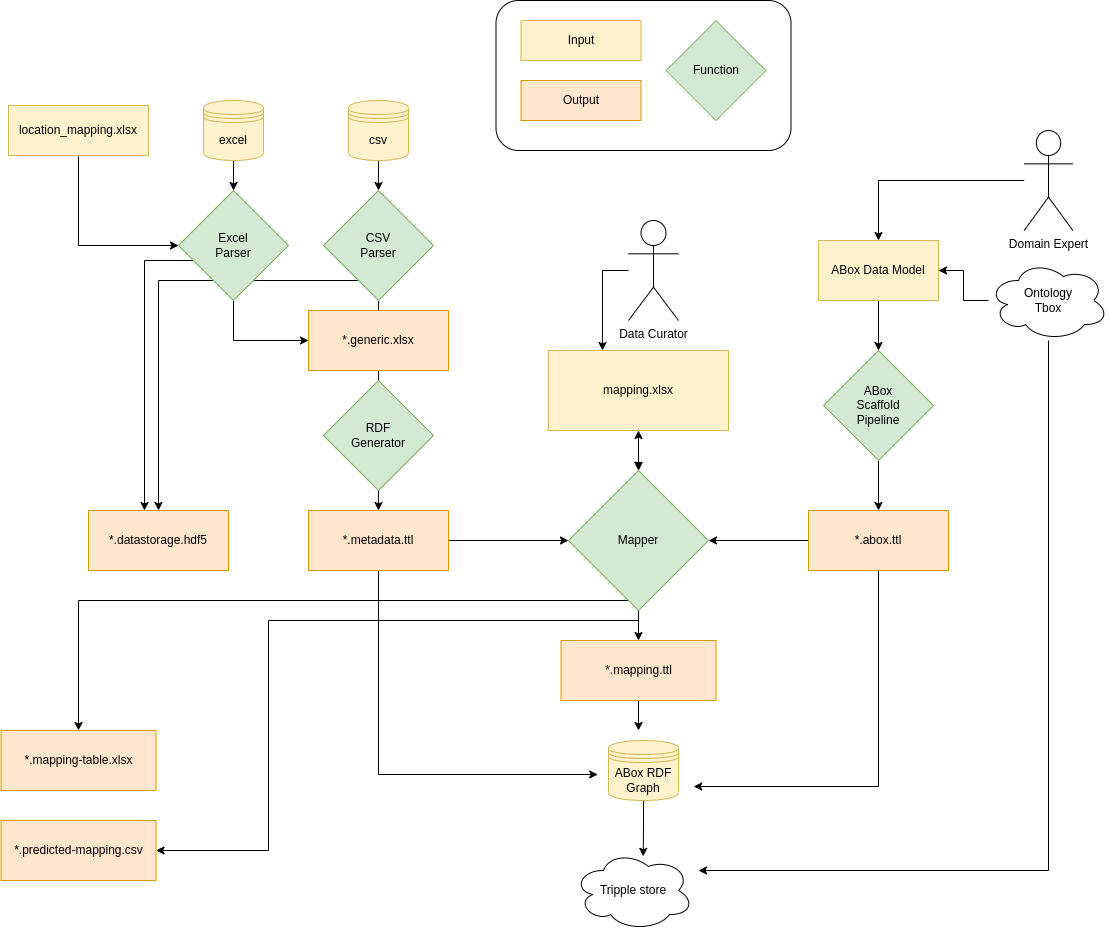 Input
Function
Output
location_mapping.xlsx
excel
csv
Excel
Parser
CSV
Parser
Domain Expert
ABox Data Model
Ontology
Tbox
*.generic.xlsx
Data Curator
mapping.xlsx
ABox
Scaffold
Pipeline
RDF
Generator
*.datastorage.hdf5
*.metadata.ttl
Mapper
*.abox.ttl
*.mapping.ttl
*.mapping-table.xlsx
ABox RDF
Graph
*.predicted-mapping.csv
Tripple store